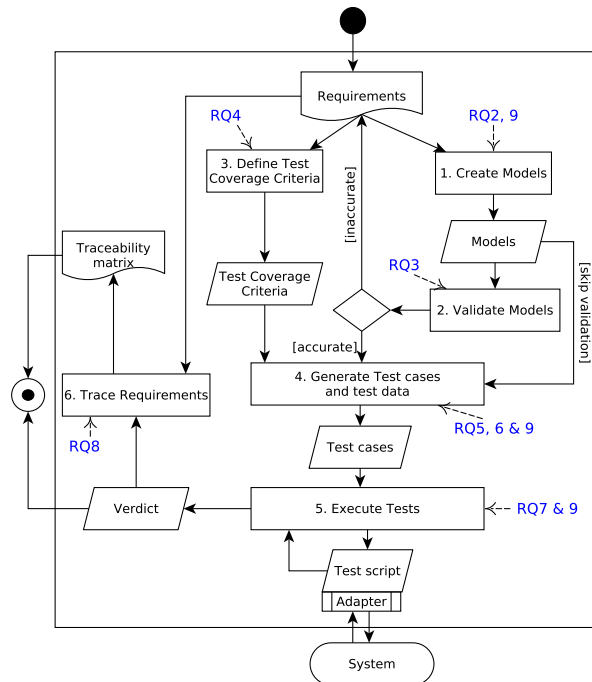 Requirements
RQ4
RQ2, 9
3. Define Test
Coverage Criteria
1. Create Models
[inaccurate]
Traceability
matrix
Models
Test Coverage
Criteria
RQ3
[skip validation]
2. Validate Models
[accurate]
4. Generate Test cases
and test data
6. Trace Requirements
RQ5, 6 & 9
RQ8
Test cases
Verdict
5. Execute Tests
RQ7 & 9
Test script
Adapter
System